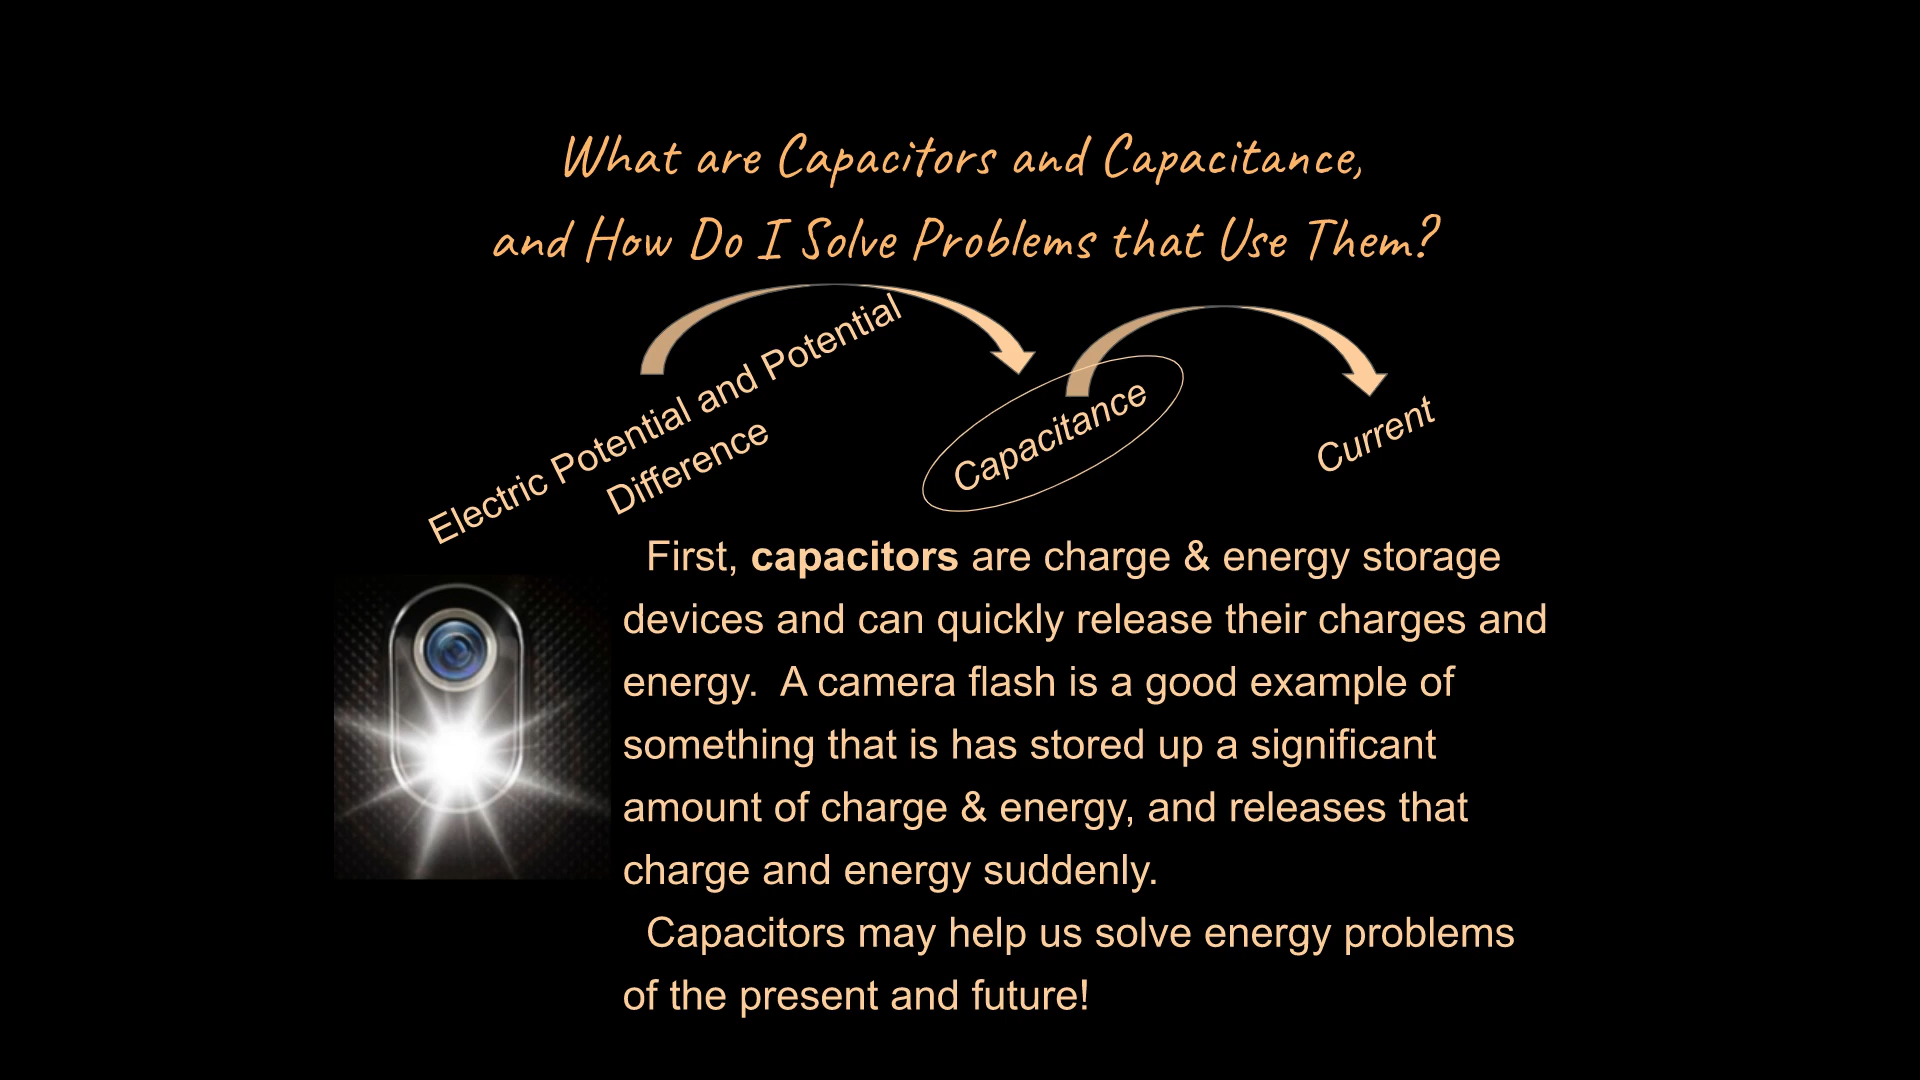 What are Capacitors and Capacitance,
and How Do I Solve Problems that Use Them?
Electric Potential and Potential
Difference
Capacitance
Current
First, capacitors are charge & energy storage
devices and can quickly release their charges and
energy.  A camera flash is a good example of
something that is has stored up a significant
amount of charge & energy, and releases that
charge and energy suddenly.
Capacitors may help us solve energy problems
of the present and future!